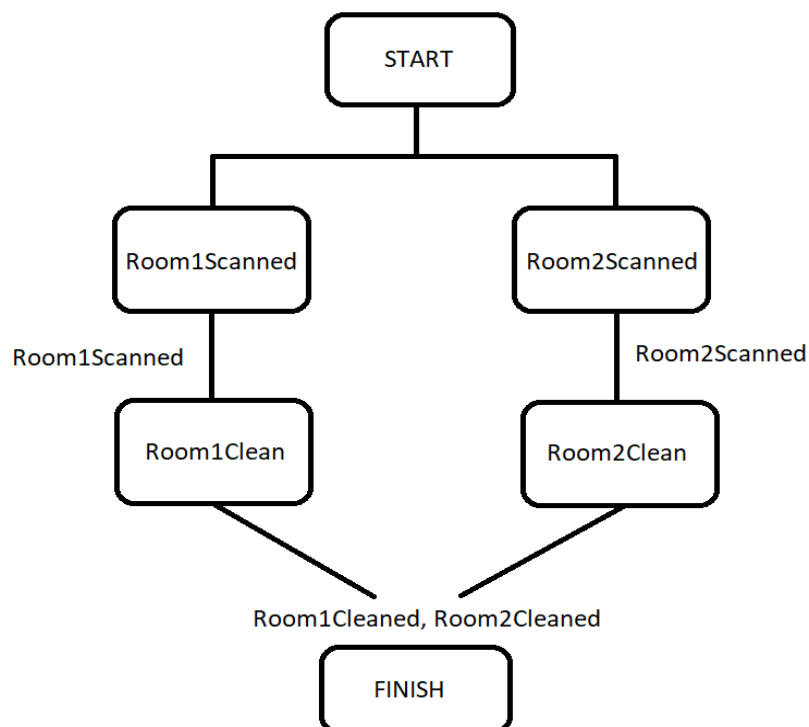 START
Room1Scanned
Room2Scanned
Room1Scanned
Room2Scanned
Room1Clean
Room2Clean
Room1Cleaned, Room2Cleaned
FINISH